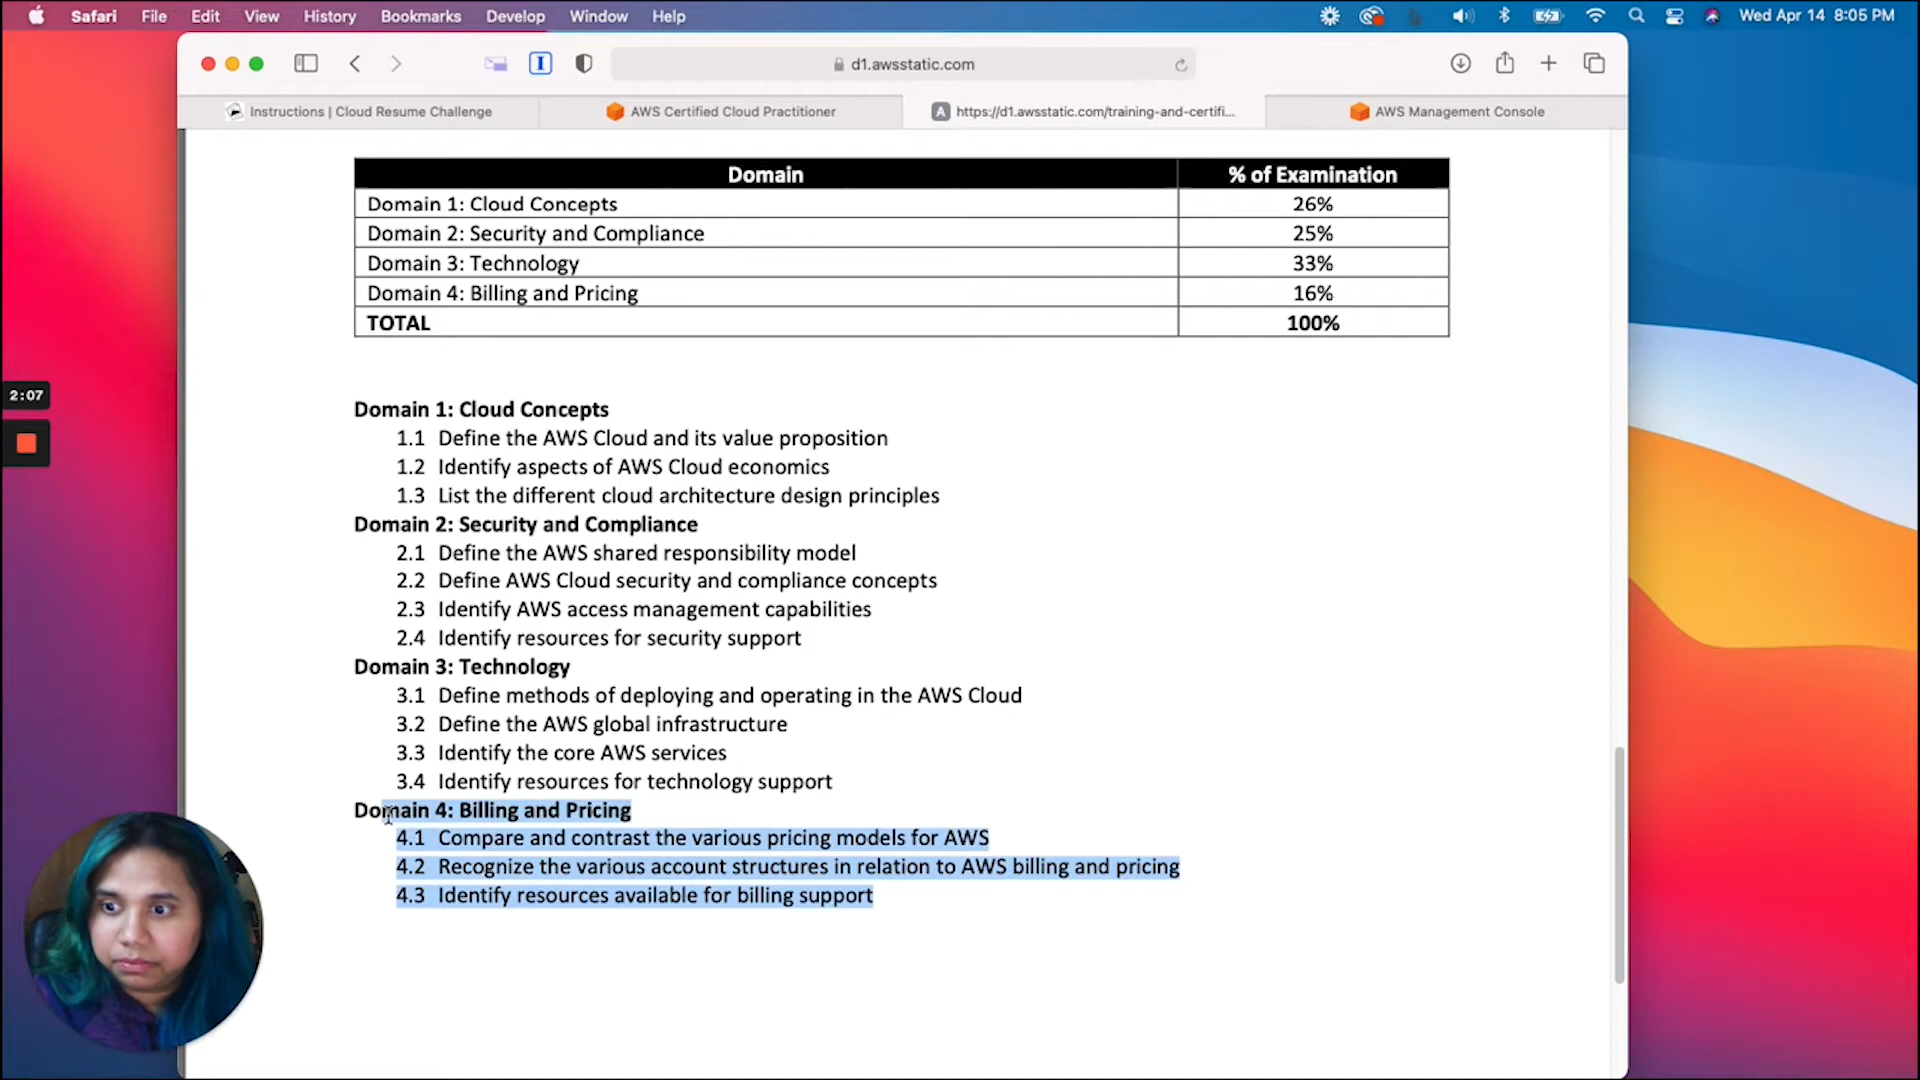 Safari File Edit View History Bookmarks Develop Window Help Wed Apr 14 8:05 PM
d1.awsstatic.com
Instructions | Cloud Resume Challenge
AWS Certified Cloud Practitioner
A https://d1.awsstatic.com/training-and-certifi...
AWS Management Console
Domain % of Examination
Domain 1: Cloud Concepts 26%
Domain 2: Security and Compliance 25%
Domain 3: Technology 33%
Domain 4: Billing and Pricing 16%
TOTAL 100%
2:07
Domain 1: Cloud Concepts
1.1 Define the AWS Cloud and its value proposition
1.2 Identify aspects of AWS Cloud economics
1.3 List the different cloud architecture design principles
Domain 2: Security and Compliance
2.1 Define the AWS shared responsibility model
2.2 Define AWS Cloud security and compliance concepts
2.3 Identify AWS access management capabilities
2.4 Identify resources for security support
Domain 3: Technology
3.1 Define methods of deploying and operating in the AWS Cloud
3.2 Define the AWS global infrastructure
3.3 Identify the core AWS services
3.4 Identify resources for technology support
Domain 4: Billing and Pricing
4.1 Compare and contrast the various pricing models for AWS
4.2 Recognize the various account structures in relation to AWS billing and pricing
4.3 Identify resources available for billing support